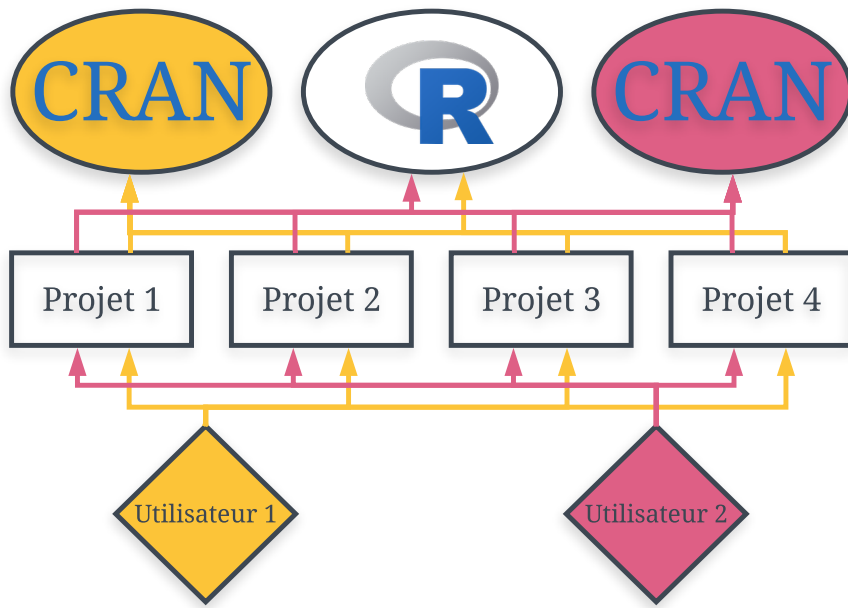 CRAN
R
CRAN
Projet 1
Projet 2
Projet 3
Projet 4
Utilisateur 1
Utilisateur 2